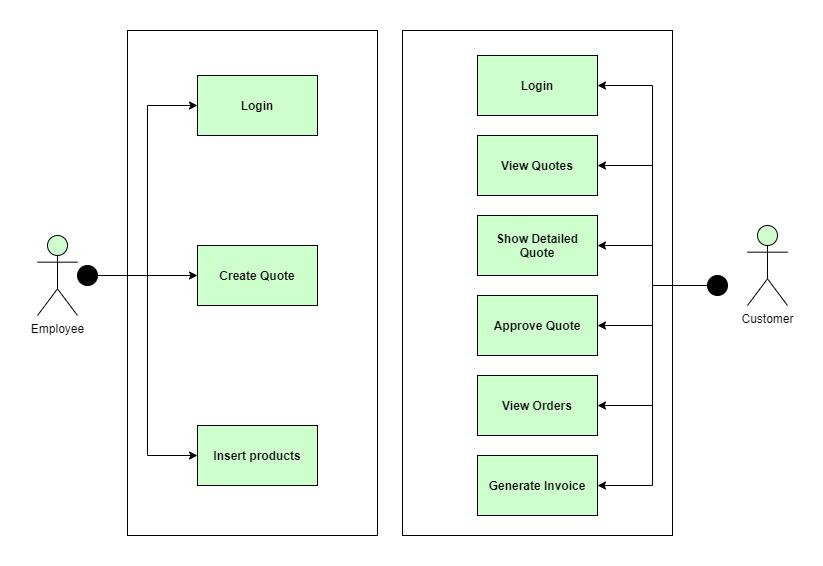 Login
Create Quote
Insert products
Employee
Login
View Quotes
Show Detailed
Quote
Approve Quote
View Orders
Generate Invoice
Customer